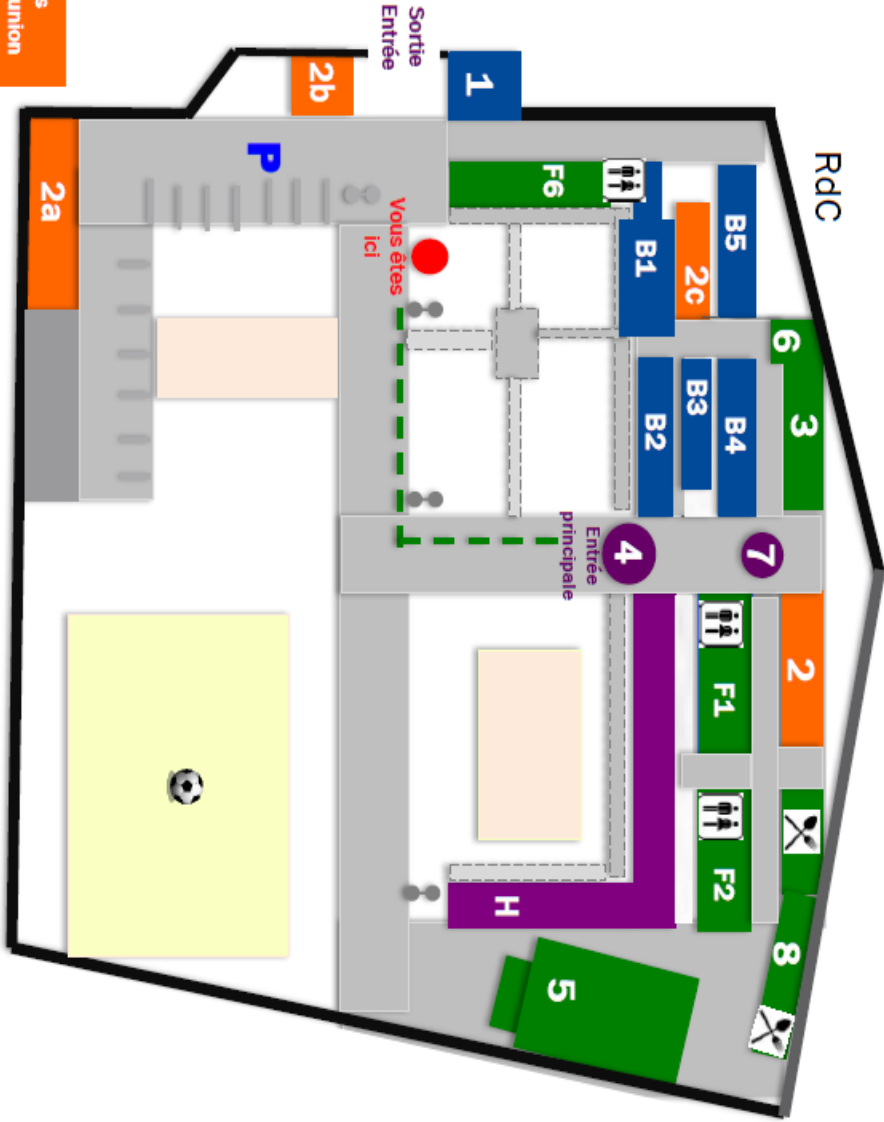 RdC
3
2
6
8
7
B5
B4
F1
F2
B3
2c
B2
B1
4
Entrée
principale
5
F6
H
1
Sortie
Entrée
Vous êtes
ici
2b
P
2a
s
union